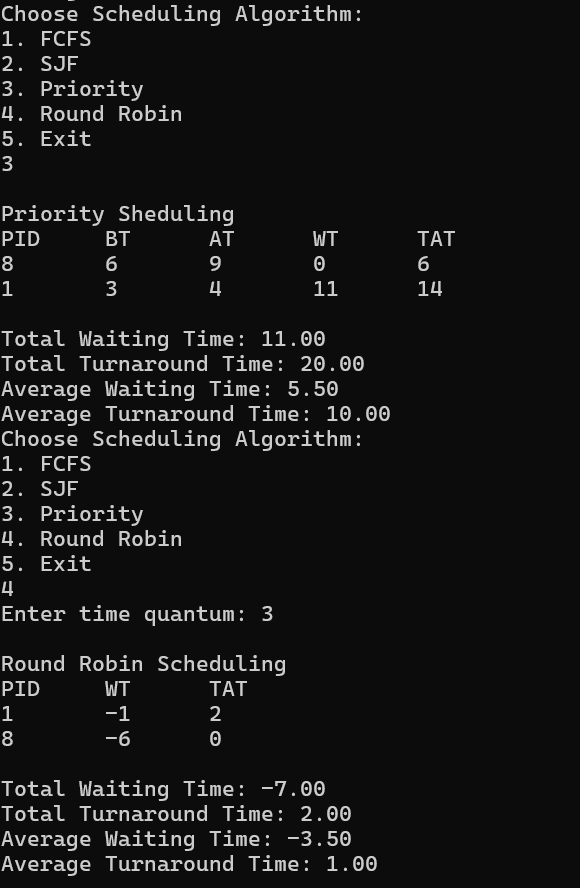 Choose Scheduling Algorithm:
1. FCFS
2. SJF
3. Priority
4. Round Robin
5. Exit
3
Priority Sheduling
PID BT AT WT TAT
8 6 9 0 6
1 3 4 11 14
Total Waiting Time: 11.00
Total Turnaround Time: 20.00
Average Waiting Time: 5.50
Average Turnaround Time: 10.00
Choose Scheduling Algorithm:
1. FCFS
2. SJF
3. Priority
4. Round Robin
5. Exit
4
Enter time quantum: 3
Round Robin Scheduling
PID WT TAT
1 -1 2
8 -6 0
Total Waiting Time: -7.00
Total Turnaround Time: 2.00
Average Waiting Time: -3.50
Average Turnaround Time: 1.00